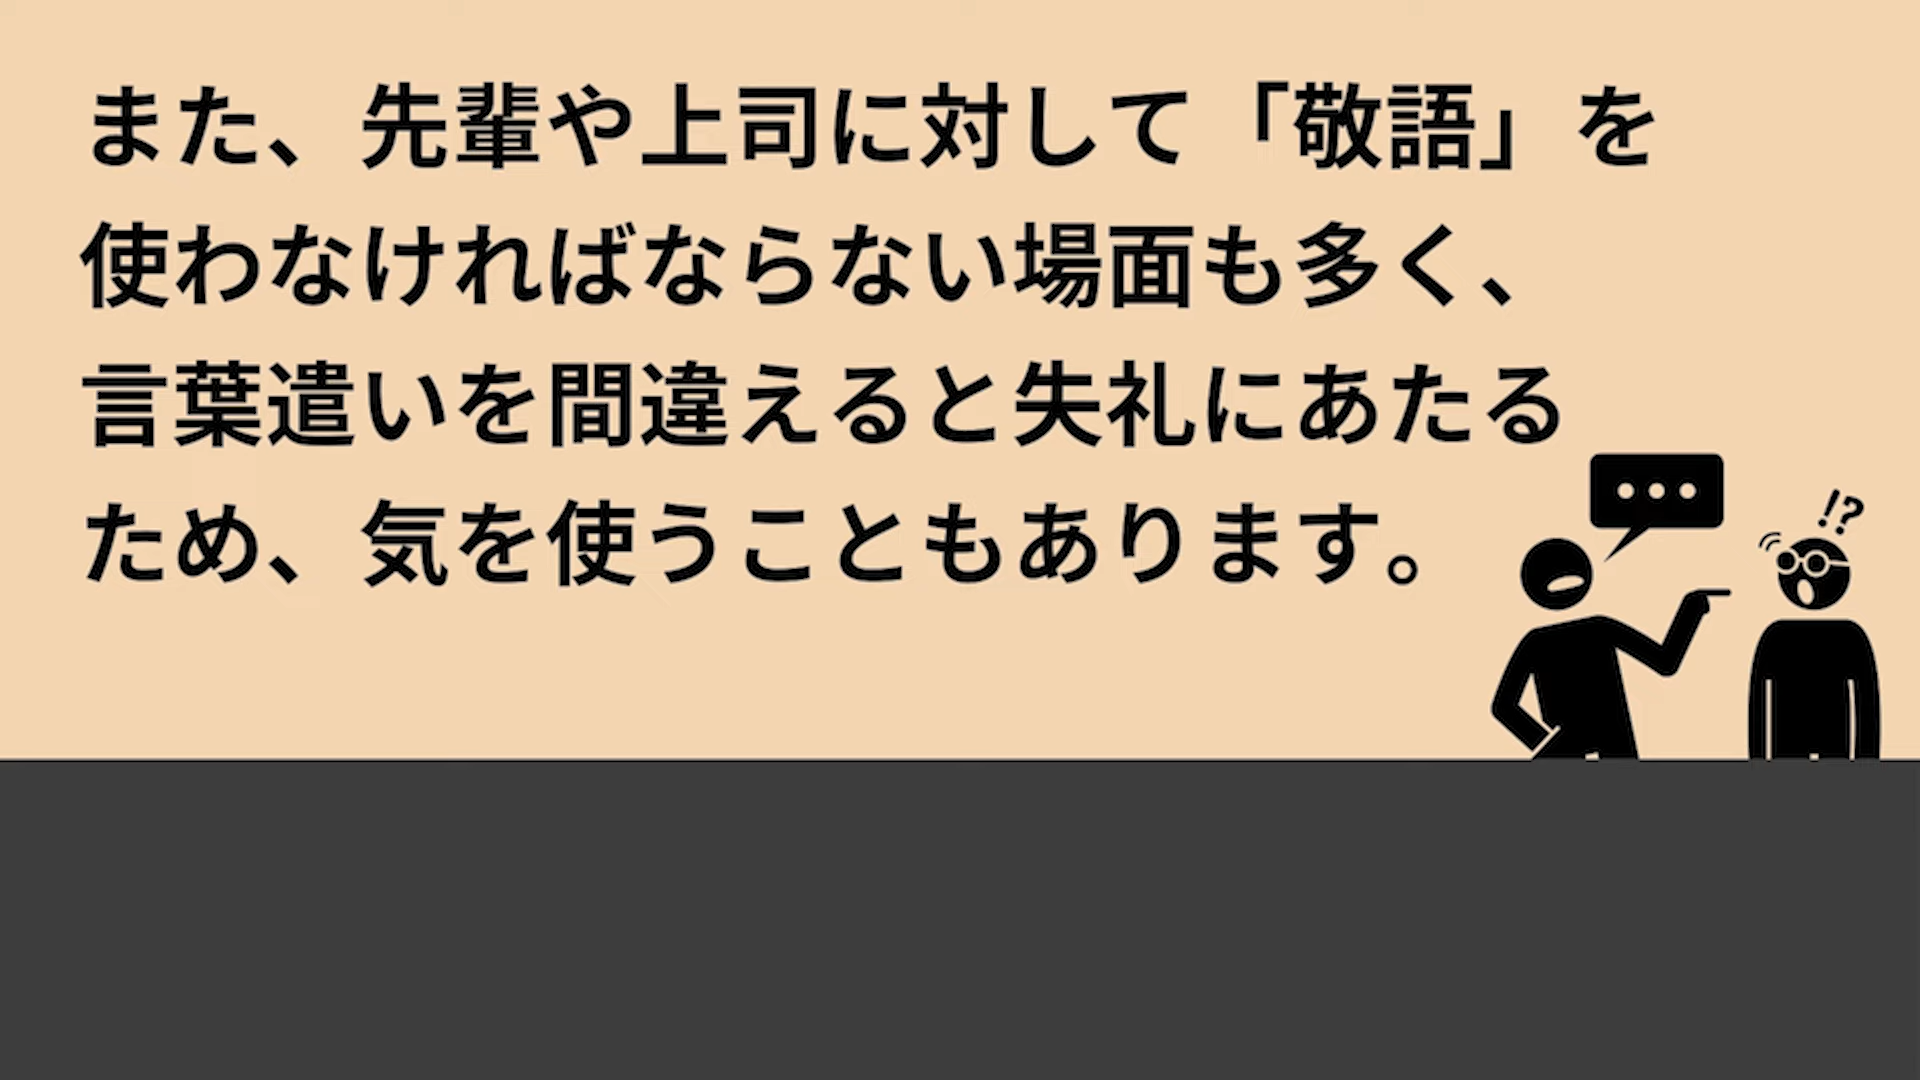 また、先輩や上司に対して「敬語」を
使わなければならない場面も多く、
言葉遣いを間違えると失礼にあたる
ため、気を使うこともあります。
!?